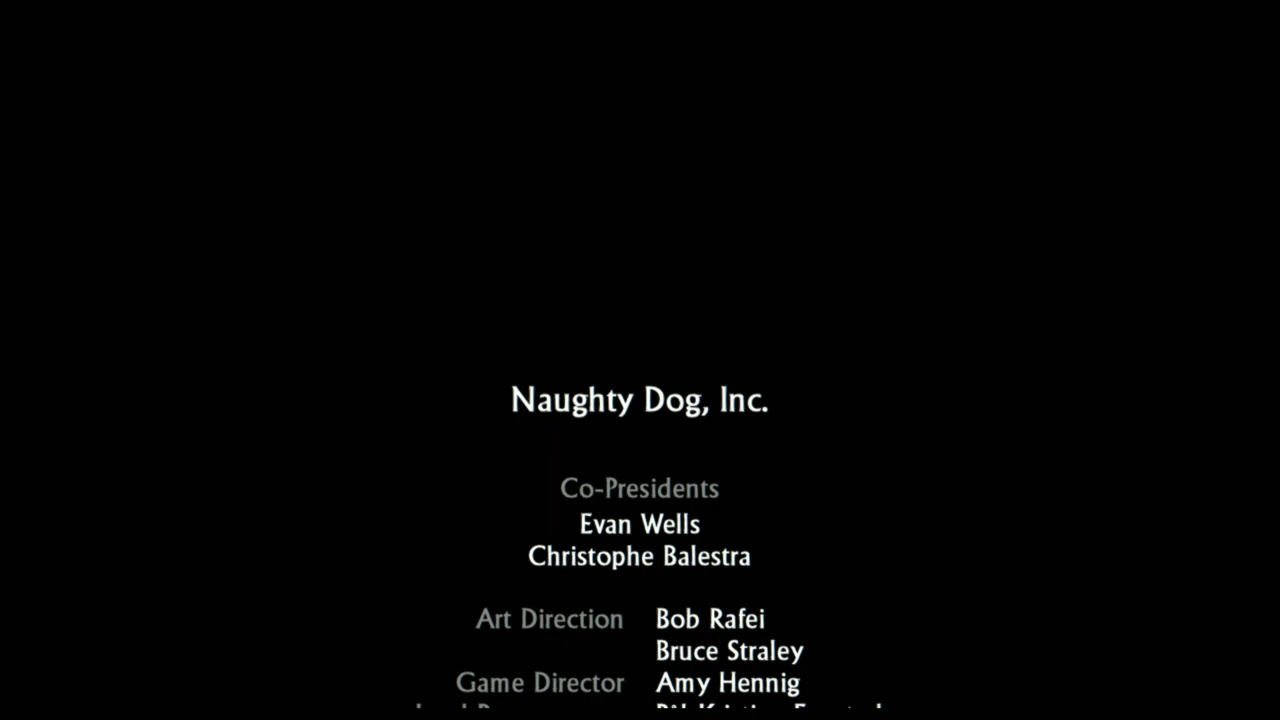 Naughty Dog, Inc.
Co-Presidents
Evan Wells
Christophe Balestra
Art Direction Bob Rafei
Bruce Straley
Game Director Amy Hennig